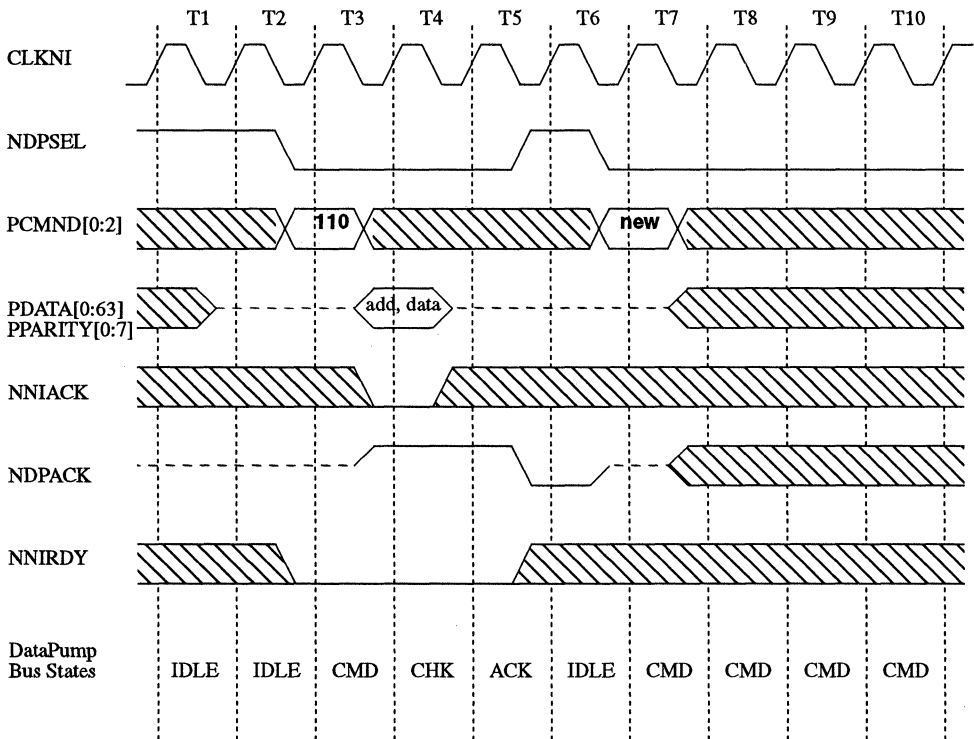 T1 T2 T3 T4 T5 T6 T7 T8 T9 T10
CLKNI
NDPSEL
PCMND[0:2] 110 new
PDATA[0:63] add, data
PPARITY[0:7]
NNIACK
NDPACK
NNIRDY
DataPump
Bus States IDLE IDLE CMD CHK ACK IDLE CMD CMD CMD CMD